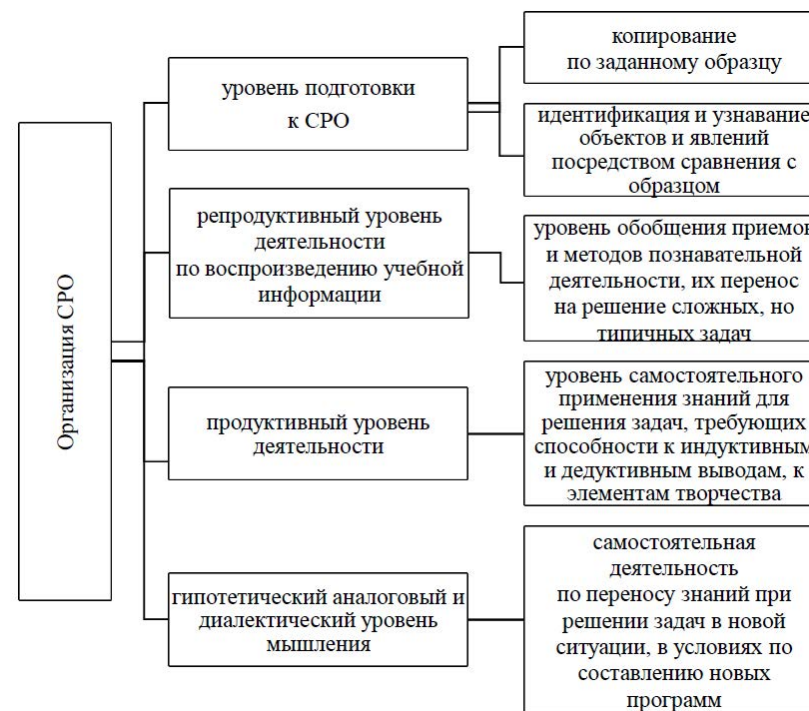 Организация СРО
уровень подготовки
к СРО
копирование
по заданному образцу
идентификация и узнавание
объектов и явлений
посредством сравнения с
образцом
репродуктивный уровень
деятельности
по воспроизведению учебной
информации
уровень обобщения приемов
и методов познавательной
деятельности, их перенос
на решение сложных, но
типичных задач
продуктивный уровень
деятельности
уровень самостоятельного
применения знаний для
решения задач, требующих
способности к индуктивным
и дедуктивным выводам, к
элементам творчества
гипотетический аналоговый и
диалектический уровень
мышления
самостоятельная
деятельность
по переносу знаний при
решении задач в новой
ситуации, в условиях по
составлению новых
программ